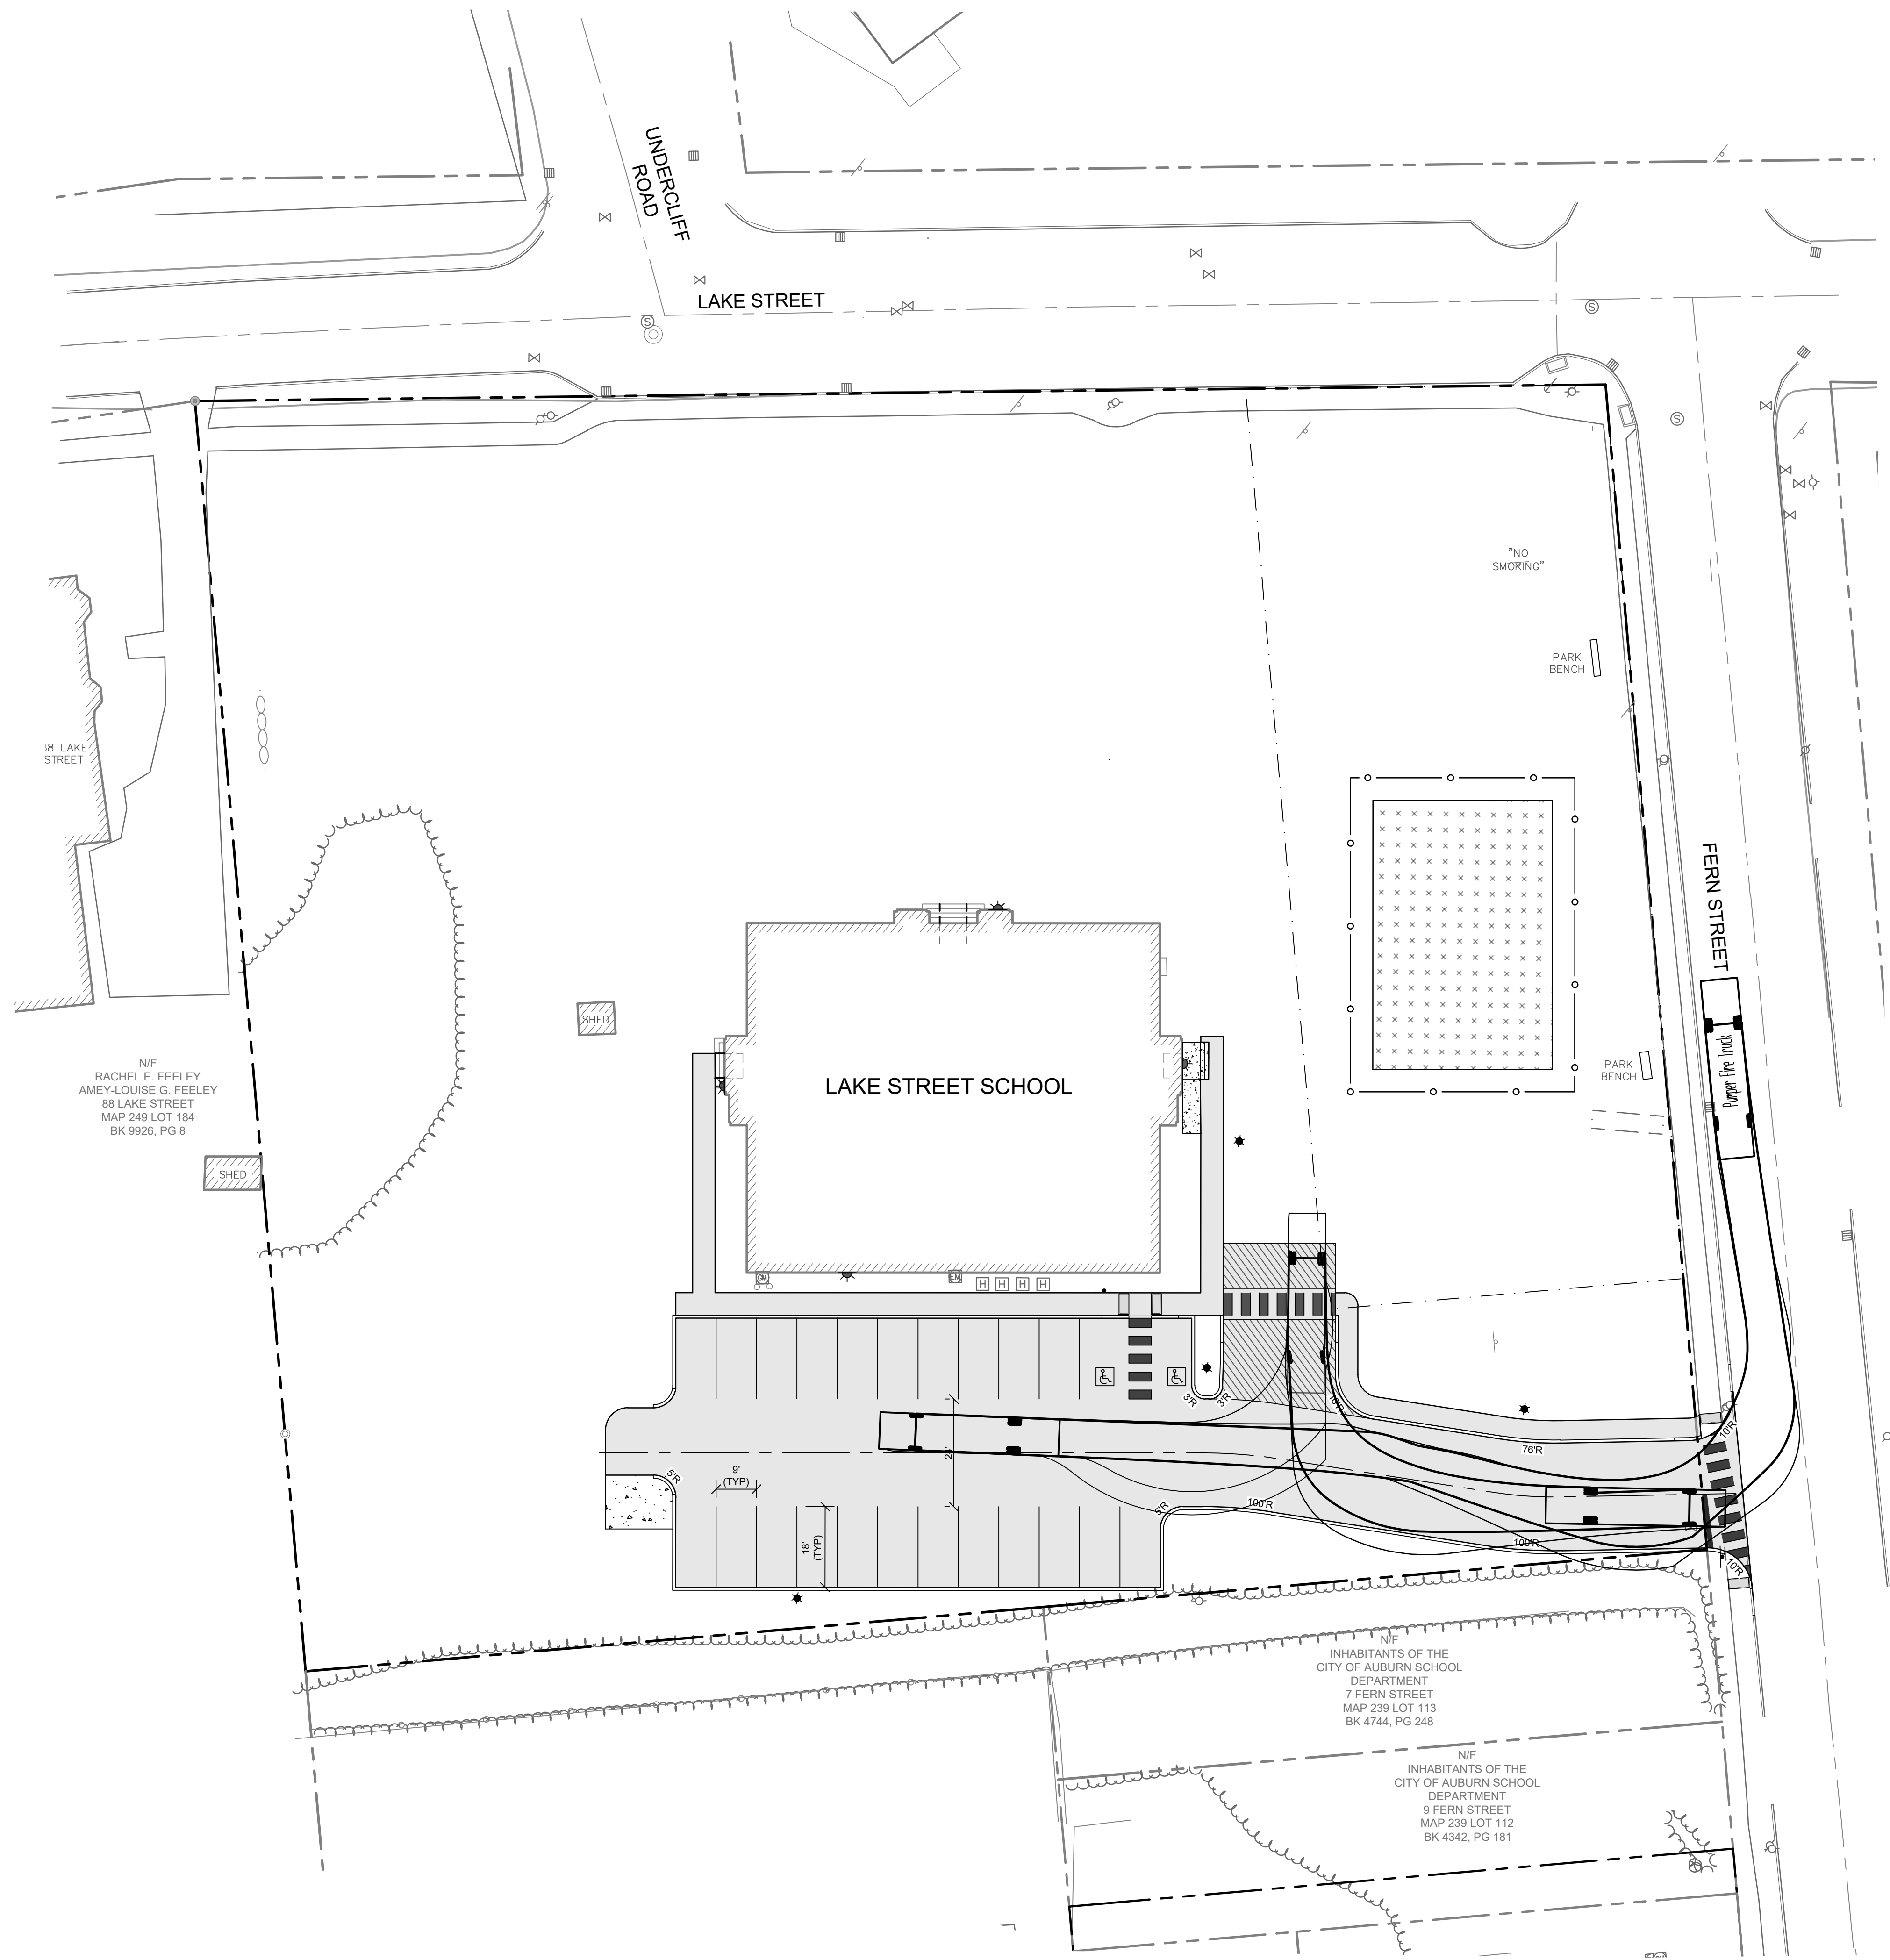 UNDERCLIFF
ROAD
LAKE STREET
S
S
S
"NO
SMOKING"
PARK
BENCH
LAKE
STREET
FERN STREET
SHED
N/F
RACHEL E. FEELEY
AMEY-LOUISE G. FEELEY
88 LAKE STREET
MAP 249 LOT 184
BK 9926, PG 8
LAKE STREET SCHOOL
PARK
BENCH
Pumper Fire Truck
SHED
GM
EM
H
H
H
H
3'R
3'R
10'R
10'R
76'R
9'
(TYP)
5'R
5'R
100'R
18'
(TYP)
100'R
10'R
N/F
INHABITANTS OF THE
CITY OF AUBURN SCHOOL
DEPARTMENT
7 FERN STREET
MAP 239 LOT 113
BK 4744, PG 248
N/F
INHABITANTS OF THE
CITY OF AUBURN SCHOOL
DEPARTMENT
9 FERN STREET
MAP 239 LOT 112
BK 4342, PG 181